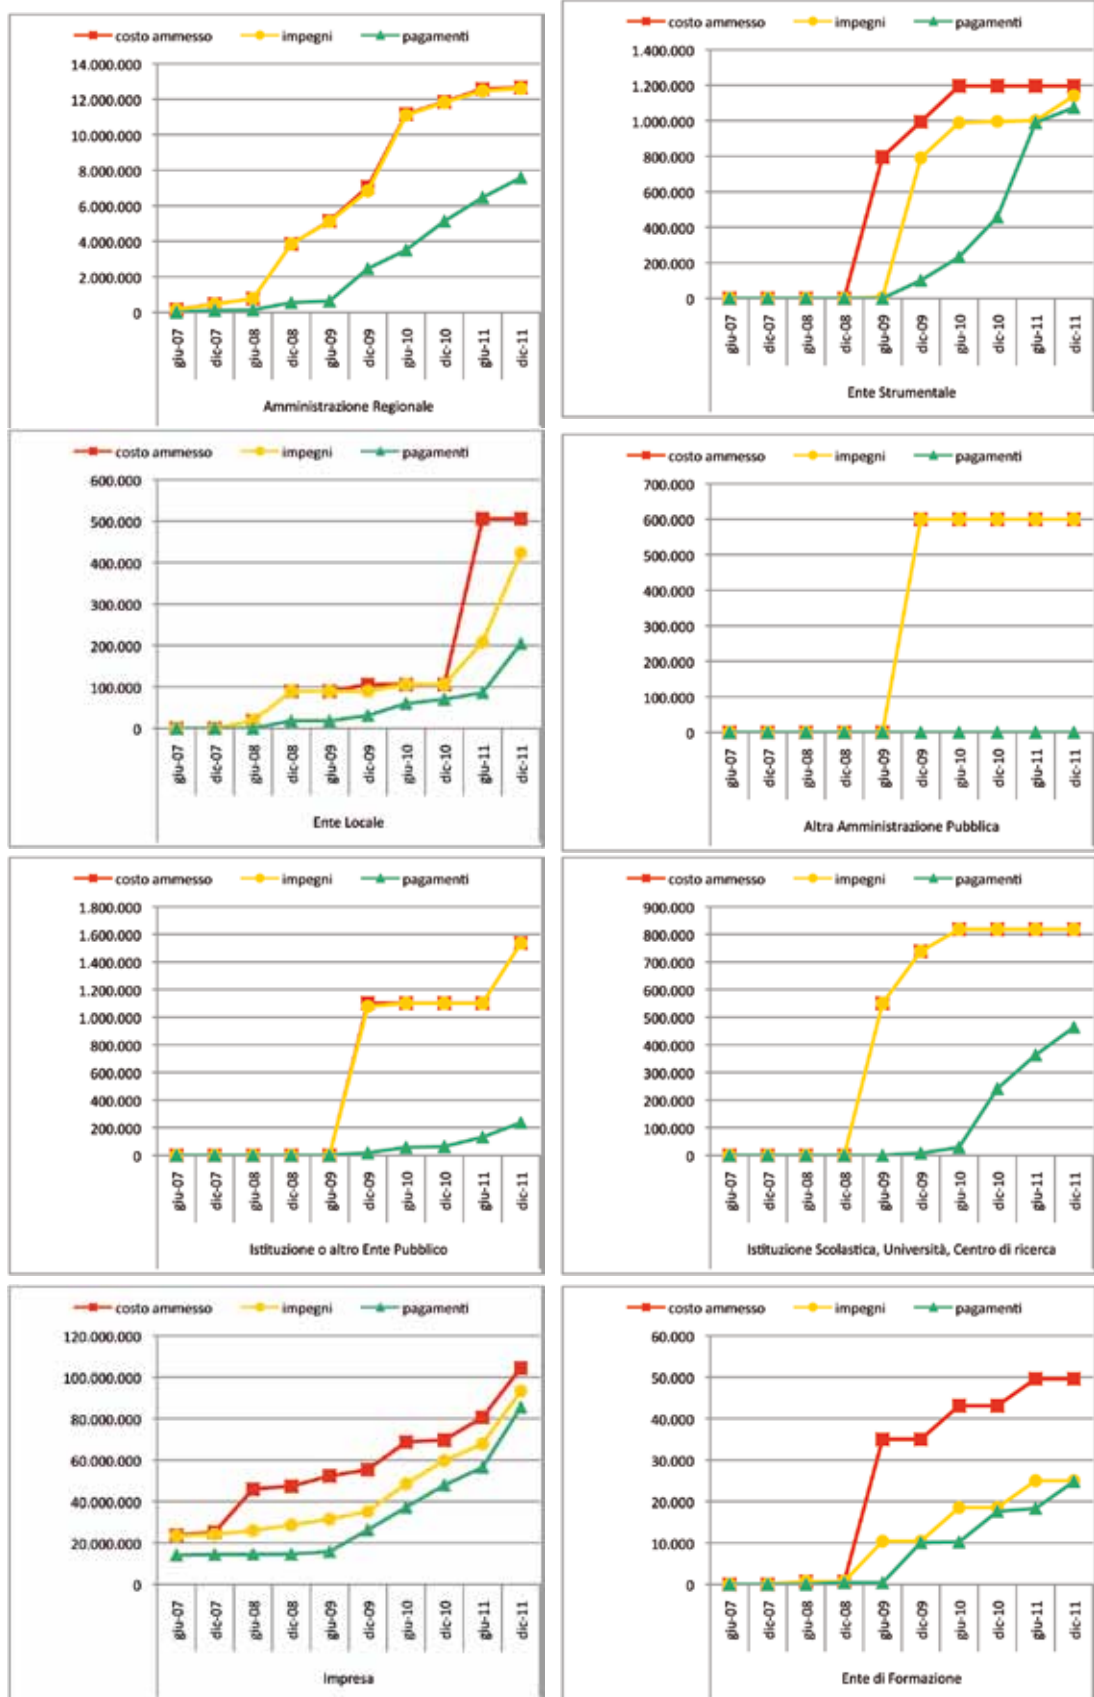 costo ammesso impegni pagamenti
14.000.000
12.000.000
10.000.000
8.000.000
6.000.000
4.000.000
2.000.000
0
giu-07 dic-07 giu-08 dic-08 giu-09 dic-09 giu-10 dic-10 giu-11 dic-11
Amministrazione Regionale
costo ammesso impegni pagamenti
1.400.000
1.200.000
1.000.000
800.000
600.000
400.000
200.000
0
giu-07 dic-07 giu-08 dic-08 giu-09 dic-09 giu-10 dic-10 giu-11 dic-11
Ente Strumentale
costo ammesso impegni pagamenti
600.000
500.000
400.000
300.000
200.000
100.000
0
giu-07 dic-07 giu-08 dic-08 giu-09 dic-09 giu-10 dic-10 giu-11 dic-11
Ente Locale
costo ammesso impegni pagamenti
700.000
600.000
500.000
400.000
300.000
200.000
100.000
0
giu-07 dic-07 giu-08 dic-08 giu-09 dic-09 giu-10 dic-10 giu-11 dic-11
Altra Amministrazione Pubblica
costo ammesso impegni pagamenti
1.800.000
1.600.000
1.400.000
1.200.000
1.000.000
800.000
600.000
400.000
200.000
0
giu-07 dic-07 giu-08 dic-08 giu-09 dic-09 giu-10 dic-10 giu-11 dic-11
Istituzione o altro Ente Pubblico
costo ammesso impegni pagamenti
900.000
800.000
700.000
600.000
500.000
400.000
300.000
200.000
100.000
0
giu-07 dic-07 giu-08 dic-08 giu-09 dic-09 giu-10 dic-10 giu-11 dic-11
Istituzione Scolastica, Università, Centro di ricerca
costo ammesso impegni pagamenti
120.000.000
100.000.000
80.000.000
60.000.000
40.000.000
20.000.000
0
giu-07 dic-07 giu-08 dic-08 giu-09 dic-09 giu-10 dic-10 giu-11 dic-11
Impresa
costo ammesso impegni pagamenti
60.000
50.000
40.000
30.000
20.000
10.000
0
giu-07 dic-07 giu-08 dic-08 giu-09 dic-09 giu-10 dic-10 giu-11 dic-11
Ente di Formazione